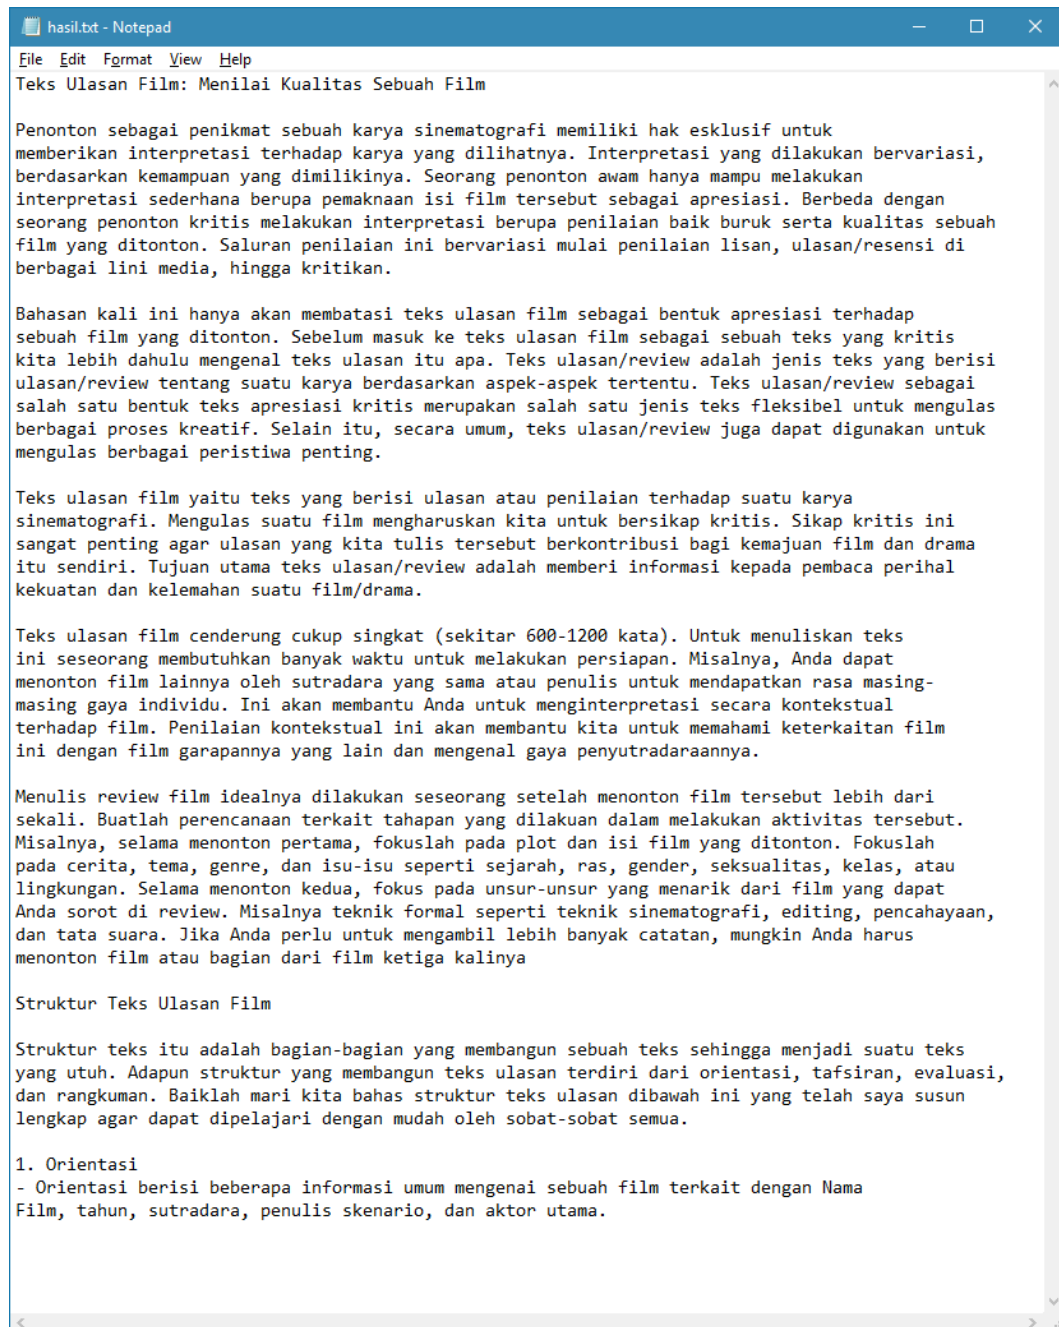 hasil.txt - Notepad
File Edit Format View Help
Teks Ulasan Film: Menilai Kualitas Sebuah Film
Penonton sebagai penikmat sebuah karya sinematografi memiliki hak esklusif untuk
memberikan interpretasi terhadap karya yang dilihatnya. Interpretasi yang dilakukan bervariasi,
berdasarkan kemampuan yang dimilikinya. Seorang penonton awam hanya mampu melakukan
interpretasi sederhana berupa pemaknaan isi film tersebut sebagai apresiasi. Berbeda dengan
seorang penonton kritis melakukan interpretasi berupa penilaian baik buruk serta kualitas sebuah
film yang ditonton. Saluran penilaian ini bervariasi mulai penilaian lisan, ulasan/resensi di
berbagai lini media, hingga kritikan.
Bahasan kali ini hanya akan membatasi teks ulasan film sebagai bentuk apresiasi terhadap
sebuah film yang ditonton. Sebelum masuk ke teks ulasan film sebagai sebuah teks yang kritis
kita lebih dahulu mengenal teks ulasan itu apa. Teks ulasan/review adalah jenis teks yang berisi
ulasan/review tentang suatu karya berdasarkan aspek-aspek tertentu. Teks ulasan/review sebagai
salah satu bentuk teks apresiasi kritis merupakan salah satu jenis teks fleksibel untuk mengulas
berbagai proses kreatif. Selain itu, secara umum, teks ulasan/review juga dapat digunakan untuk
mengulas berbagai peristiwa penting.
Teks ulasan film yaitu teks yang berisi ulasan atau penilaian terhadap suatu karya
sinematografi. Mengulas suatu film mengharuskan kita untuk bersikap kritis. Sikap kritis ini
sangat penting agar ulasan yang kita tulis tersebut berkontribusi bagi kemajuan film dan drama
itu sendiri. Tujuan utama teks ulasan/review adalah memberi informasi kepada pembaca perihal
kekuatan dan kelemahan suatu film/drama.
Teks ulasan film cenderung cukup singkat (sekitar 600-1200 kata). Untuk menuliskan teks
ini seseorang membutuhkan banyak waktu untuk melakukan persiapan. Misalnya, Anda dapat
menonton film lainnya oleh sutradara yang sama atau penulis untuk mendapatkan rasa masing-
masing gaya individu. Ini akan membantu Anda untuk menginterpretasi secara kontekstual
terhadap film. Penilaian kontekstual ini akan membantu kita untuk memahami keterkaitan film
ini dengan film garapannya yang lain dan mengenal gaya penyutradaraannya.
Menulis review film idealnya dilakukan seseorang setelah menonton film tersebut lebih dari
sekali. Buatlah perencanaan terkait tahapan yang dilakuan dalam melakukan aktivitas tersebut.
Misalnya, selama menonton pertama, fokuslah pada plot dan isi film yang ditonton. Fokuslah
pada cerita, tema, genre, dan isu-isu seperti sejarah, ras, gender, seksualitas, kelas, atau
lingkungan. Selama menonton kedua, fokus pada unsur-unsur yang menarik dari film yang dapat
Anda sorot di review. Misalnya teknik formal seperti teknik sinematografi, editing, pencahayaan,
dan tata suara. Jika Anda perlu untuk mengambil lebih banyak catatan, mungkin Anda harus
menonton film atau bagian dari film ketiga kalinya
Struktur Teks Ulasan Film
Struktur teks itu adalah bagian-bagian yang membangun sebuah teks sehingga menjadi suatu teks
yang utuh. Adapun struktur yang membangun teks ulasan terdiri dari orientasi, tafsiran, evaluasi,
dan rangkuman. Baiklah mari kita bahas struktur teks ulasan dibawah ini yang telah saya susun
lengkap agar dapat dipelajari dengan mudah oleh sobat-sobat semua.
1. Orientasi
- Orientasi berisi beberapa informasi umum mengenai sebuah film terkait dengan Nama
Film, tahun, sutradara, penulis skenario, dan aktor utama.